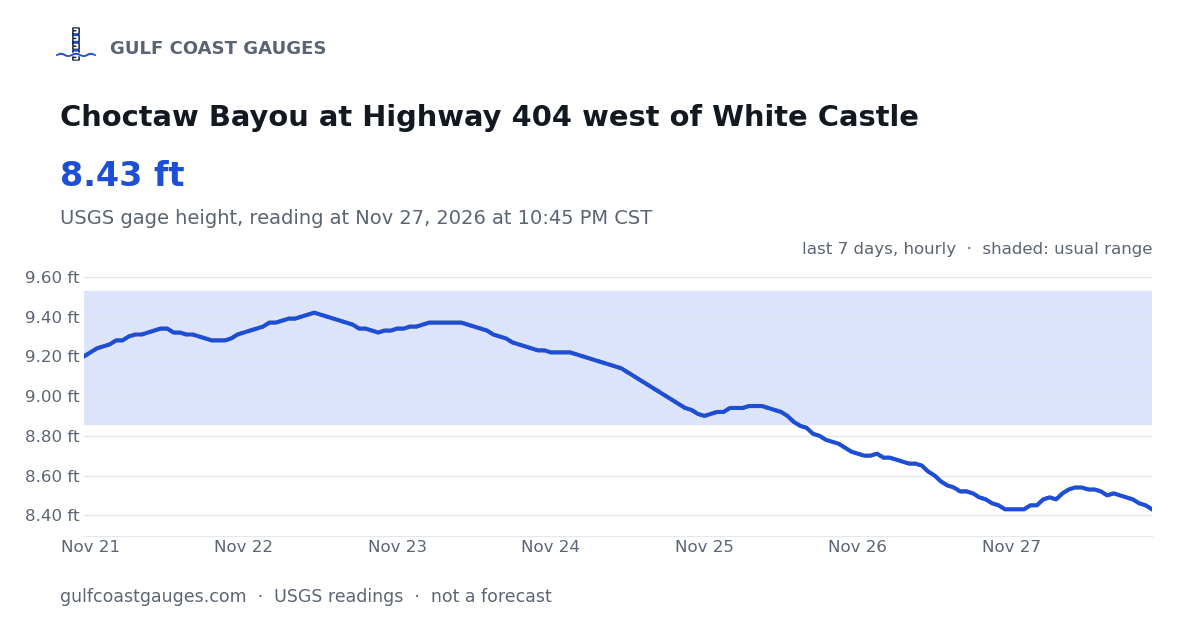 GULF COAST GAUGES
Choctaw Bayou at Highway 404 west of White Castle
8.43 ft
USGS gage height, reading at Nov 27, 2026 at 10:45 PM CST
last 7 days, hourly · shaded: usual range
9.60 ft
9.40 ft
9.20 ft
9.00 ft
8.80 ft
8.60 ft
8.40 ft
Nov 21 Nov 22 Nov 23 Nov 24 Nov 25 Nov 26 Nov 27
gulfcoastgauges.com · USGS readings · not a forecast